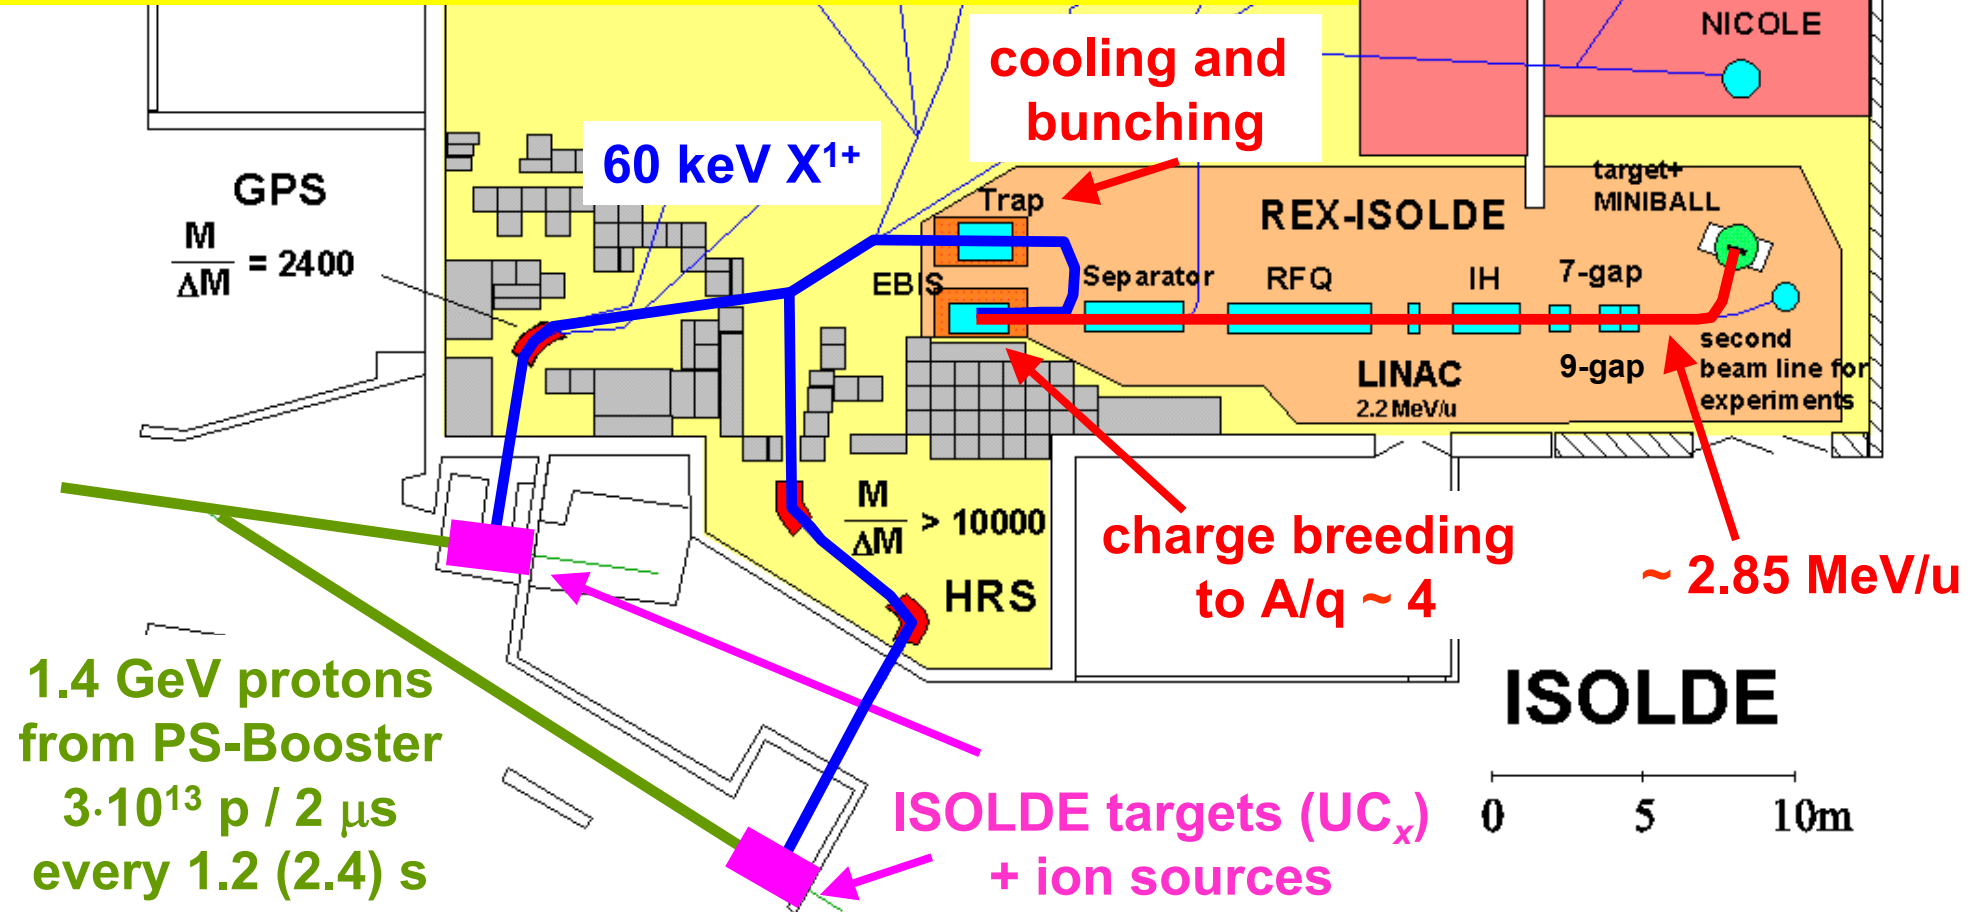 NICOLE
cooling and
bunching
60 keV X¹⁺
GPS
M
ΔM
= 2400
Trap
EBIS
REX-ISOLDE
target+
MINIBALL
Separator
RFQ
IH
7-gap
9-gap
LINAC
2.2 MeV/u
second
beam line for
experiments
M
ΔM
> 10000
HRS
charge breeding
to A/q ~ 4
~ 2.85 MeV/u
1.4 GeV protons
from PS-Booster
3·10¹³ p / 2 μs
every 1.2 (2.4) s
ISOLDE targets (UCₓ)
+ ion sources
ISOLDE
0 5 10m